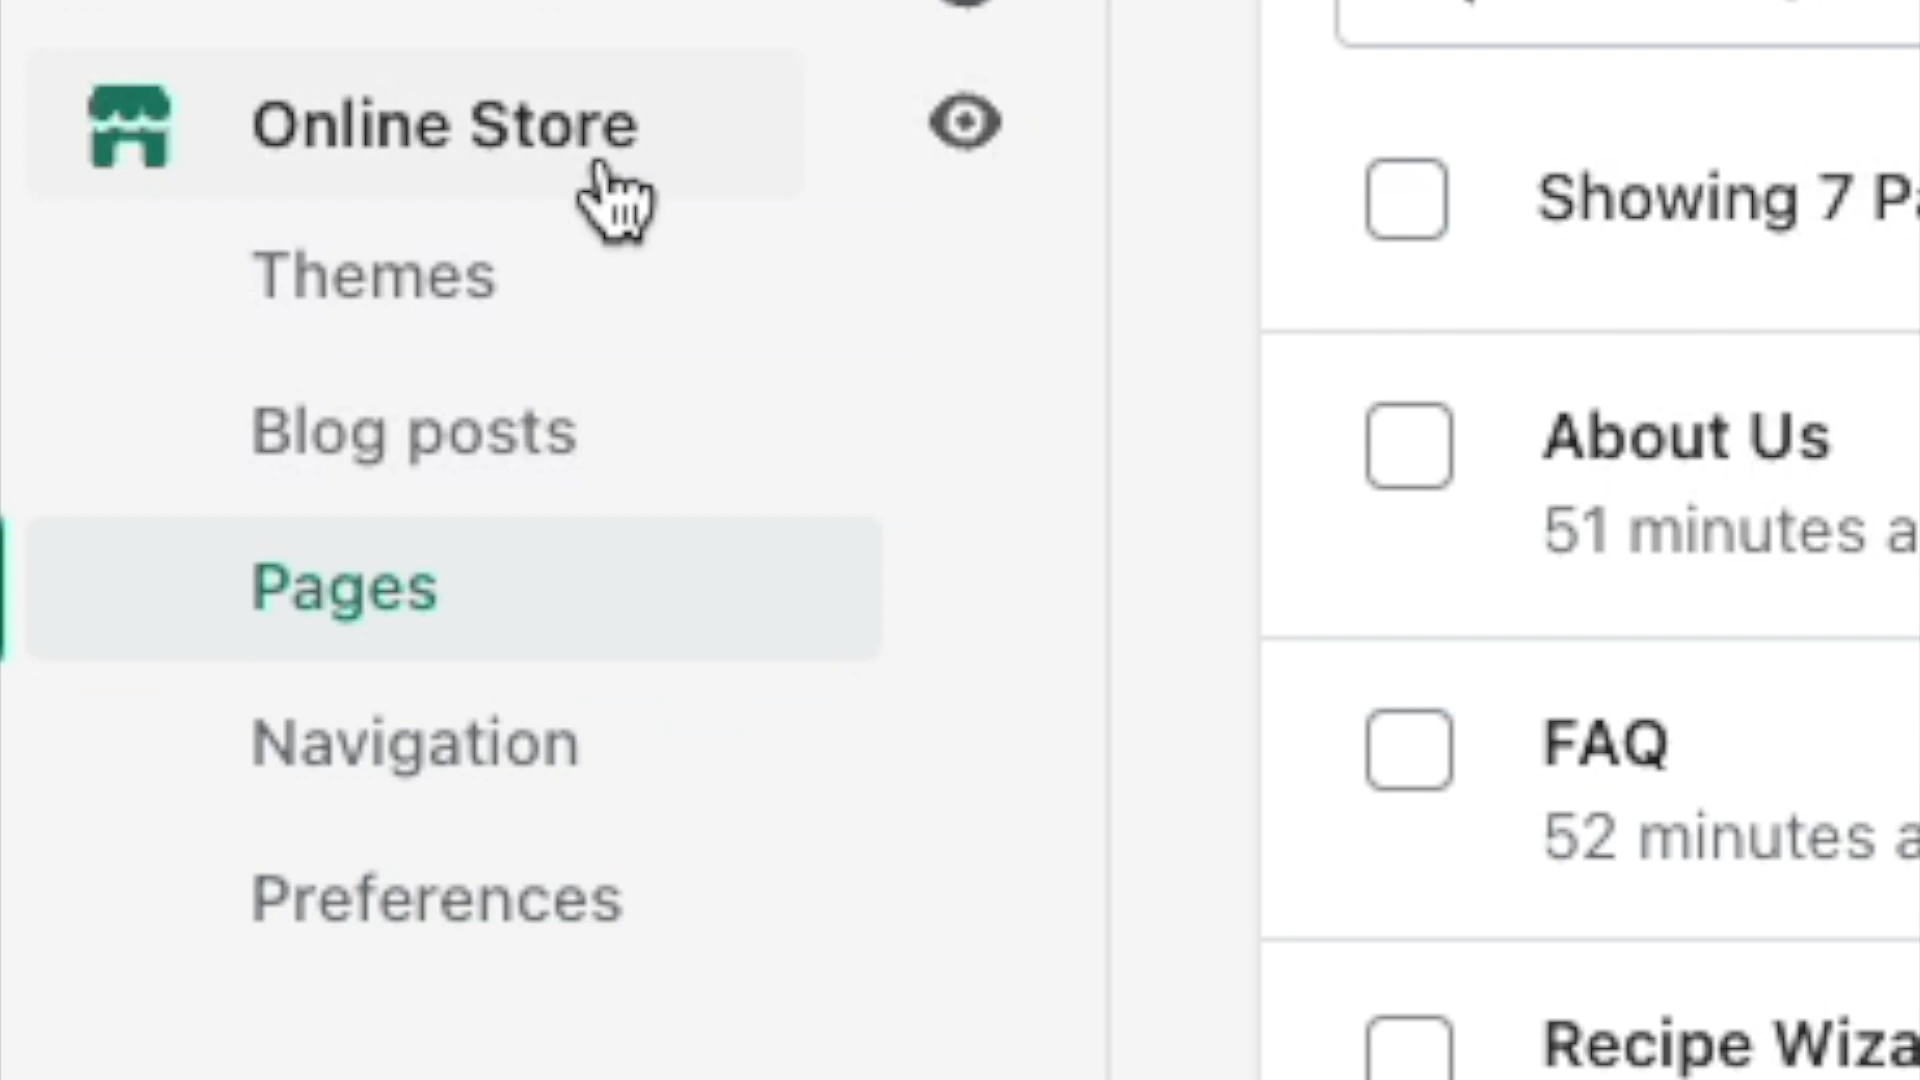 Online Store
Themes
Blog posts
Pages
Navigation
Preferences
Showing 7
About Us
51 minutes
FAQ
52 minutes
Recipe